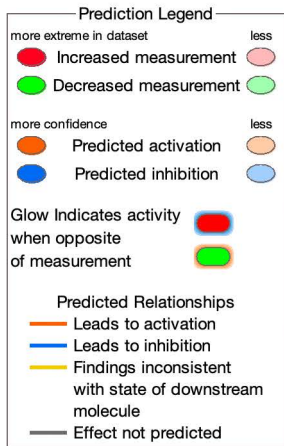 Prediction Legend
more extreme in dataset less
Increased measurement
Decreased measurement
more confidence less
Predicted activation
Predicted inhibition
Glow Indicates activity
when opposite
of measurement
Predicted Relationships
Leads to activation
Leads to inhibition
Findings inconsistent
with state of downstream
molecule
Effect not predicted